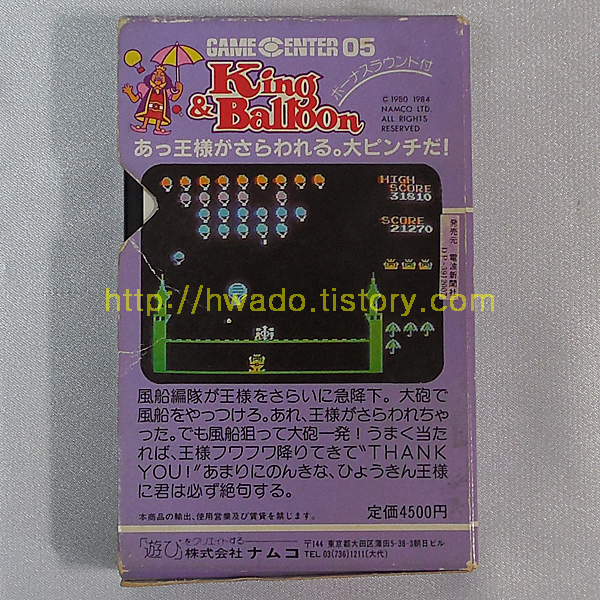 GAME CENTER 05
King
& Balloon
ボーナスラウンド付
C 1980 1984
NAMCO LTD.
ALL RIGHTS
RESERVED
あっ王様がさらわれる。大ピンチだ!
HIGH
SCORE
31810
SCORE
21270
発売元 電波新聞社
http://hwado.tistory.com
風船編隊が王様をさらいに急降下。大砲で
風船をやっつけろ。あれ、王様がさらわれちゃ
った。でも風船狙って大砲一発!うまく当た
れば、王様フワフワ降りてきて"THANK
YOU!"あまりにのんきな、ひょうきん王様
に君は必ず絶句する。
本商品の輸出、使用営業及び賃貸を禁じます。
定価4500円
「遊び」をクリエイトする
株式会社 ナムコ
〒144 東京都大田区蒲田5-38-3朝日ビル
TEL 03(736)1211(大代)